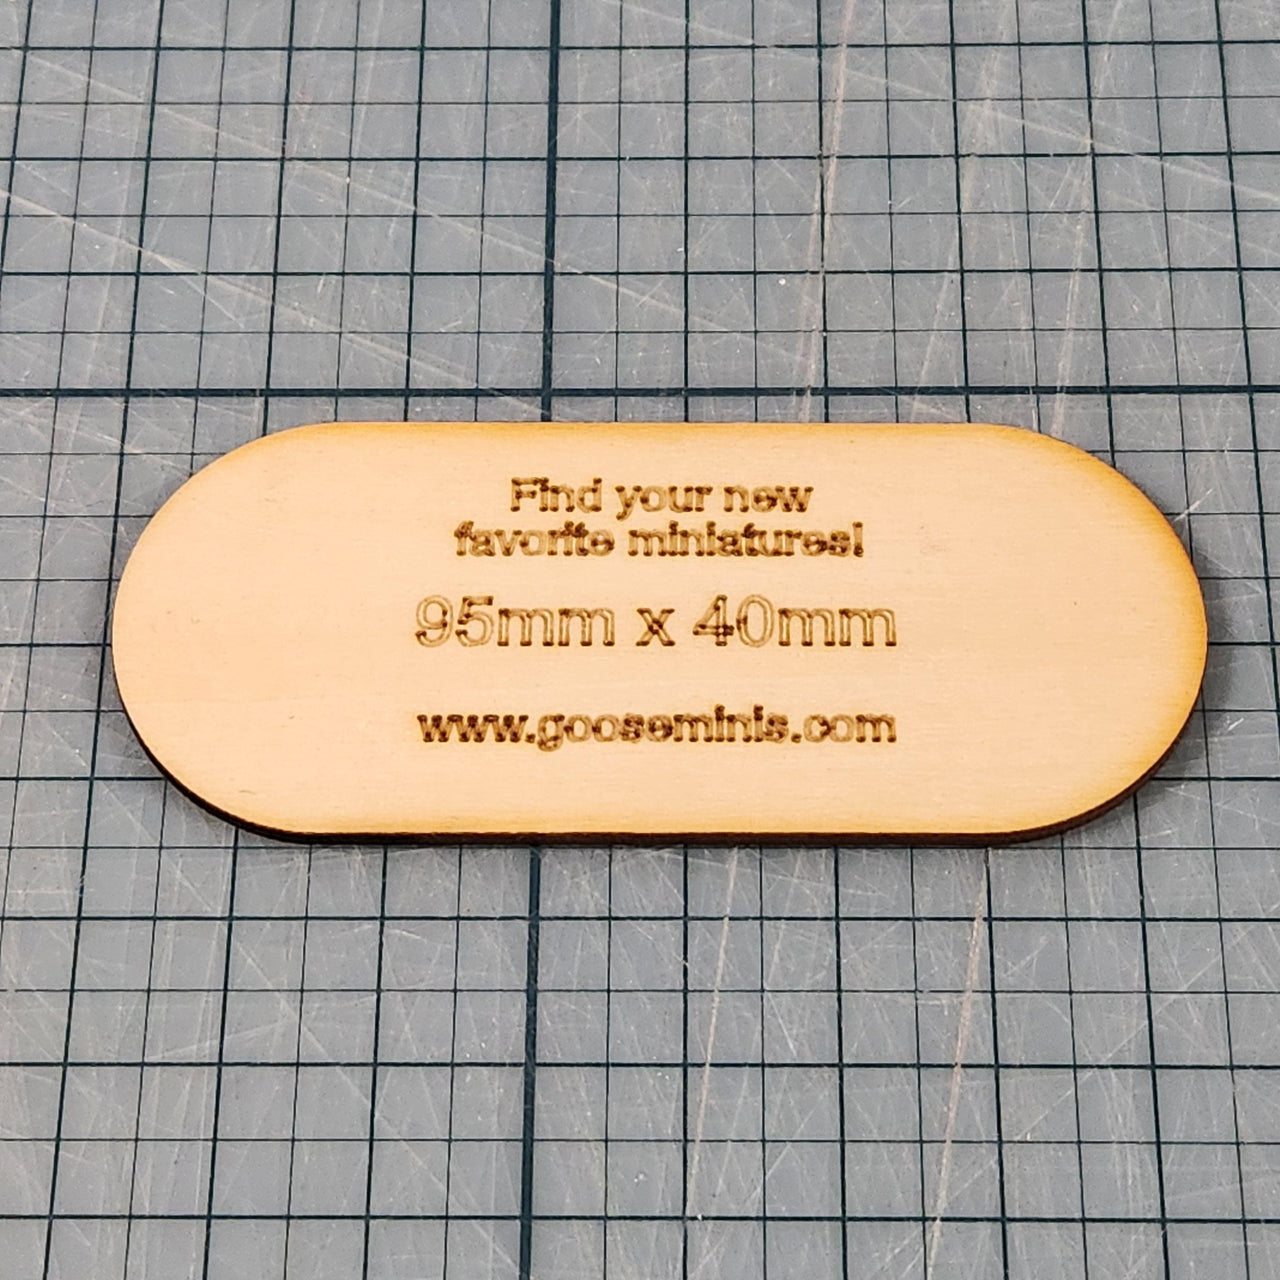 Find your new
favorite miniatures!
95mm x 40mm
www.gooseminis.com